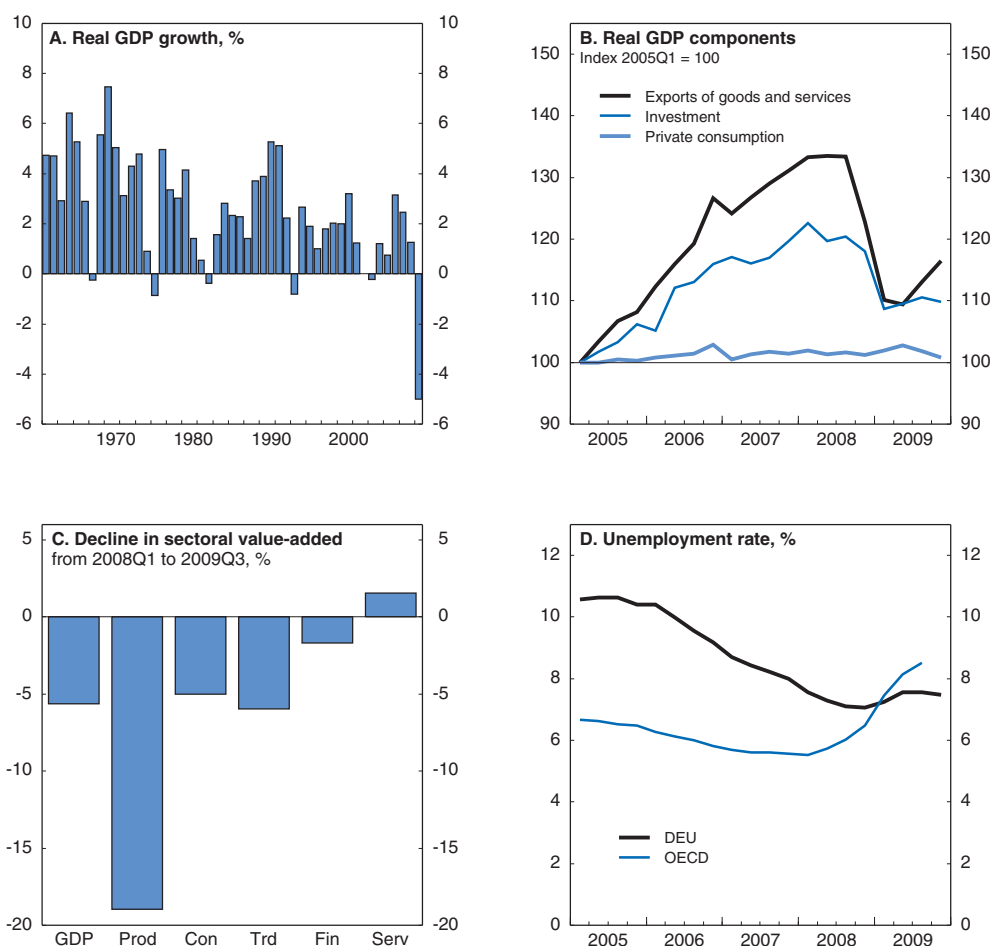 A. Real GDP growth, %
10 10
8 8
6 6
4 4
2 2
0 0
-2 -2
-4 -4
-6 -6
1970 1980 1990 2000
B. Real GDP components
Index 2005Q1 = 100
Exports of goods and services
Investment
Private consumption
150 150
140 140
130 130
120 120
110 110
100 100
90 90
2005 2006 2007 2008 2009
C. Decline in sectoral value-added
from 2008Q1 to 2009Q3, %
5 5
0 0
-5 -5
-10 -10
-15 -15
-20 -20
GDP Prod Con Trd Fin Serv
D. Unemployment rate, %
12 12
10 10
8 8
6 6
4 4
DEU
OECD
2 2
0 0
2005 2006 2007 2008 2009